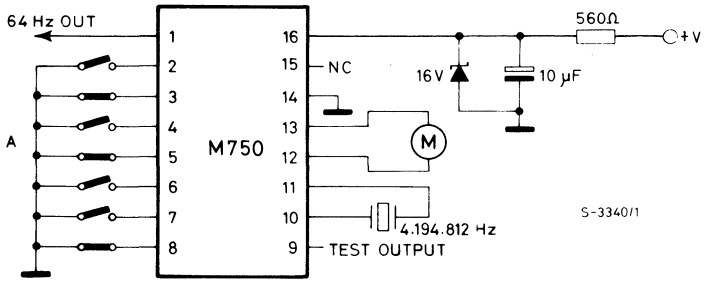 64 Hz OUT
560Ω
+V
1
16
2
15
NC
16V
10 µF
3
14
4
13
A
M750
M
5
12
6
11
7
10
S-3340/1
4.194.812 Hz
8
9
TEST OUTPUT